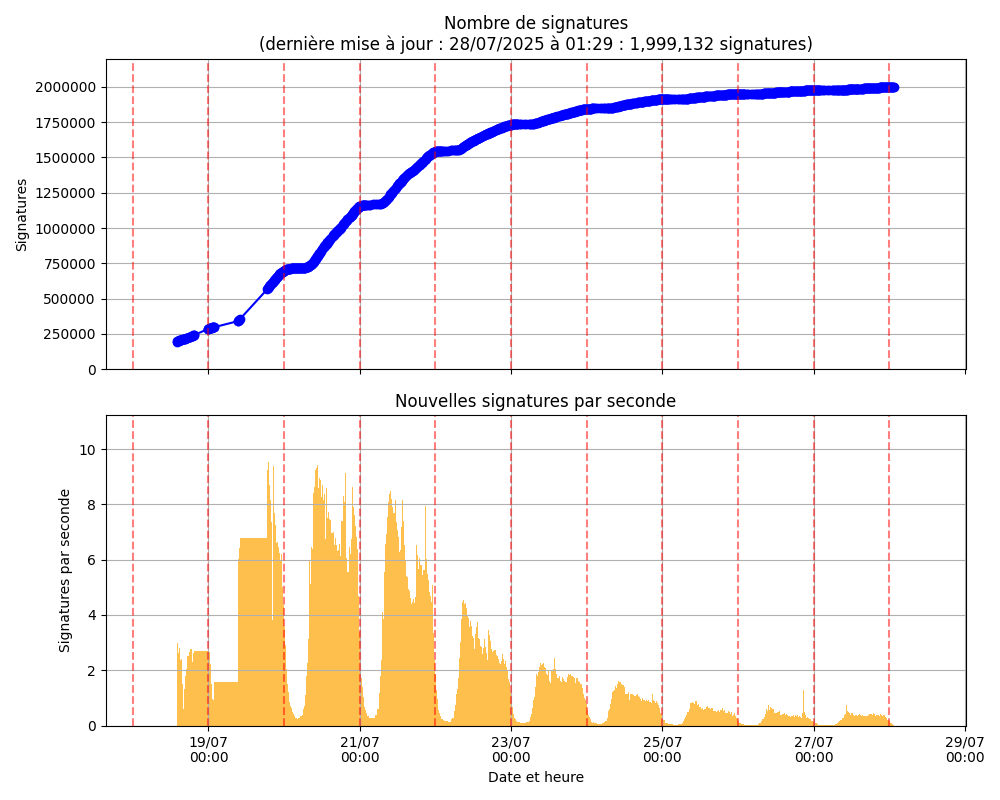 Nombre de signatures
(dernière mise à jour : 28/07/2025 à 01:29 : 1,999,132 signatures)
2000000
1750000
1500000
1250000
1000000
750000
500000
250000
0
Signatures
Nouvelles signatures par seconde
10
8
6
4
2
0
Signatures par seconde
19/07 21/07 23/07 25/07 27/07 29/07
00:00 00:00 00:00 00:00 00:00 00:00
Date et heure